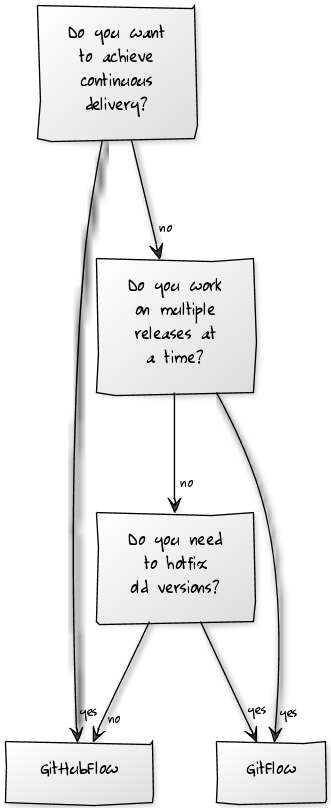 Do you want
to achieve
continuous
delivery?
no
Do you work
on multiple
releases at
a time?
no
Do you need
to hotfix
old versions?
yes
no
yes
yes
GitHubFlow
GitFlow